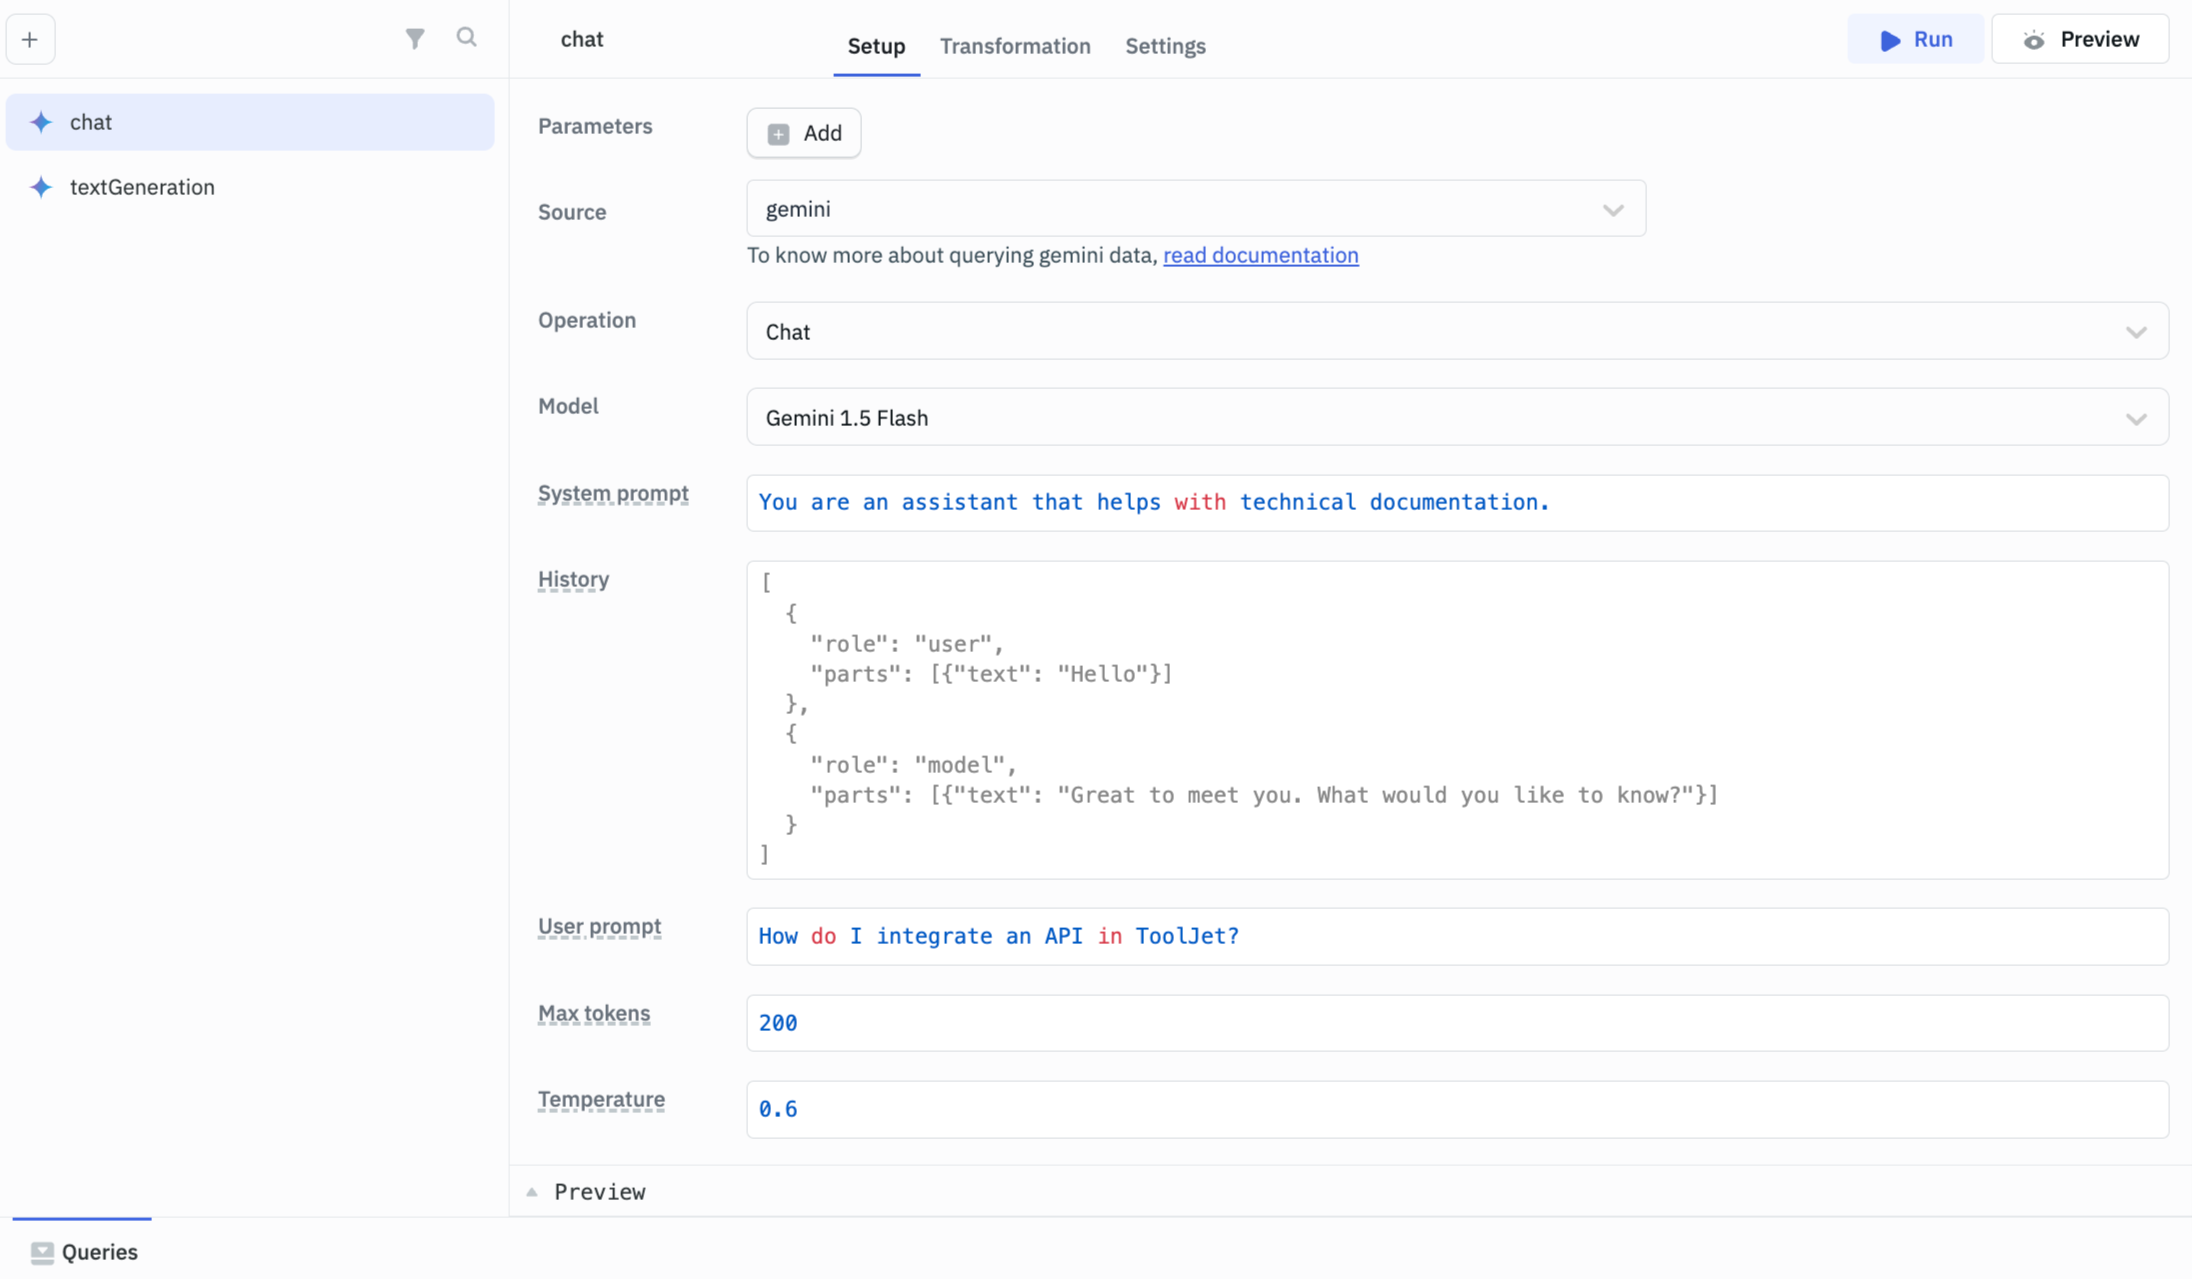 chat
Setup
Transformation
Settings
Run
Preview
chat
textGeneration
Parameters
Add
Source
gemini
To know more about querying gemini data, read documentation
Operation
Chat
Model
Gemini 1.5 Flash
System prompt
You are an assistant that helps with technical documentation.
History
[
  {
    "role": "user",
    "parts": [{"text": "Hello"}]
  },
  {
    "role": "model",
    "parts": [{"text": "Great to meet you. What would you like to know?"}]
  }
]
User prompt
How do I integrate an API in ToolJet?
Max tokens
200
Temperature
0.6
Preview
Queries